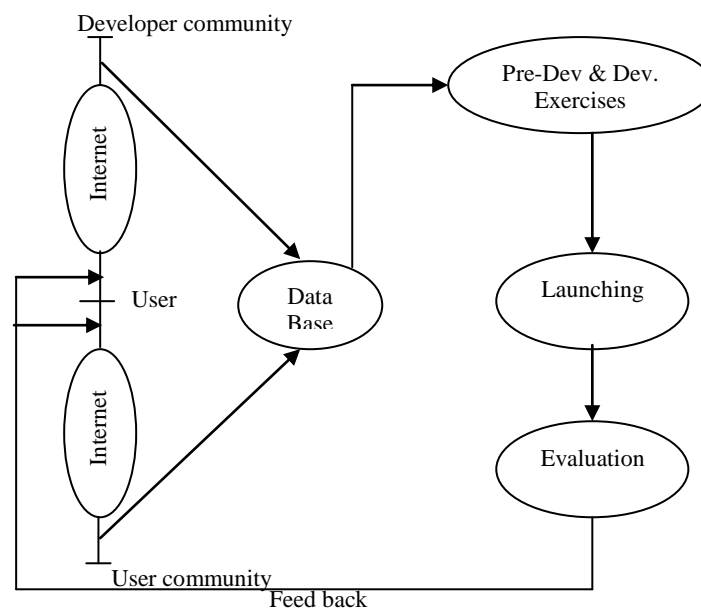 Developer community
Pre-Dev & Dev.
Exercises
Internet
User
Data
Base
Launching
Internet
Evaluation
User community
Feed back